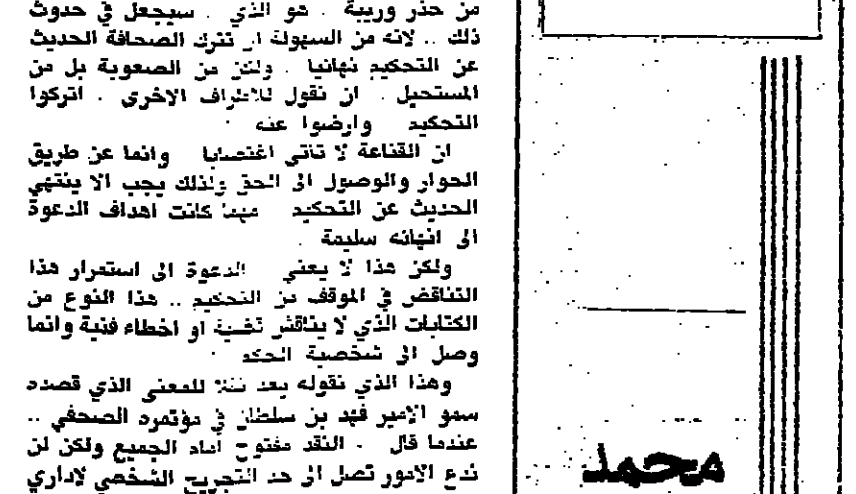 من حذر وريبة . هو الذي . سيجعل في حدوث
ذلك .. لانه من السهولة ان تترك الصحافة الحديث
عن التحكيم نهائيا . ولكن من الصعوبة بل من
المستحيل . ان نقول للاطراف الاخرى . اتركوا
التحكيم وارضوا عنه .
ان القناعة لا تاتى اغتصابا وانما عن طريق
الحوار والوصول الى الحق ولذلك يجب الا ينتهي
الحديث عن التحكيم مهما كانت اهداف الدعوة
الى انهائه سليمة .
ولكن هذا لا يعني الدعوة الى استمرار هذا
التناقض في الموقف من التحكيم .. هذا النوع من
الكتابات الذي لا يناقش قضية او اخطاء فنية وانما
وصل الى شخصية الحكم .
وهذا الذي نقوله يعد نقلا للمعنى الذي قصده
سمو الامير فهد بن سلطان في مؤتمره الصحفي ..
عندما قال . النقد مفتوح امام الجميع ولكن لن
ندع الامور تصل الى حد التجريح الشخصي لاداري
محمد